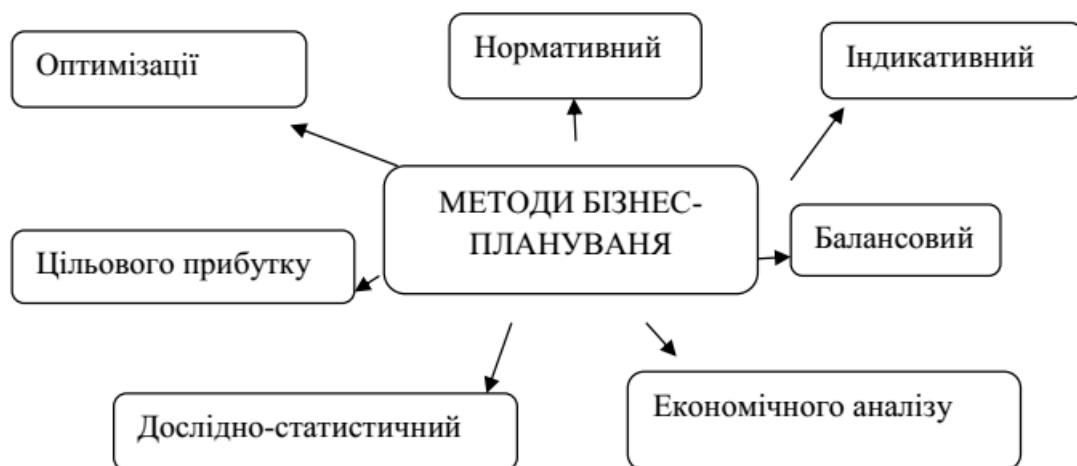 Оптимізації
Нормативний
Індикативний
МЕТОДИ БІЗНЕС-
ПЛАНУВАНЯ
Цільового прибутку
Балансовий
Дослідно-статистичний
Економічного аналізу